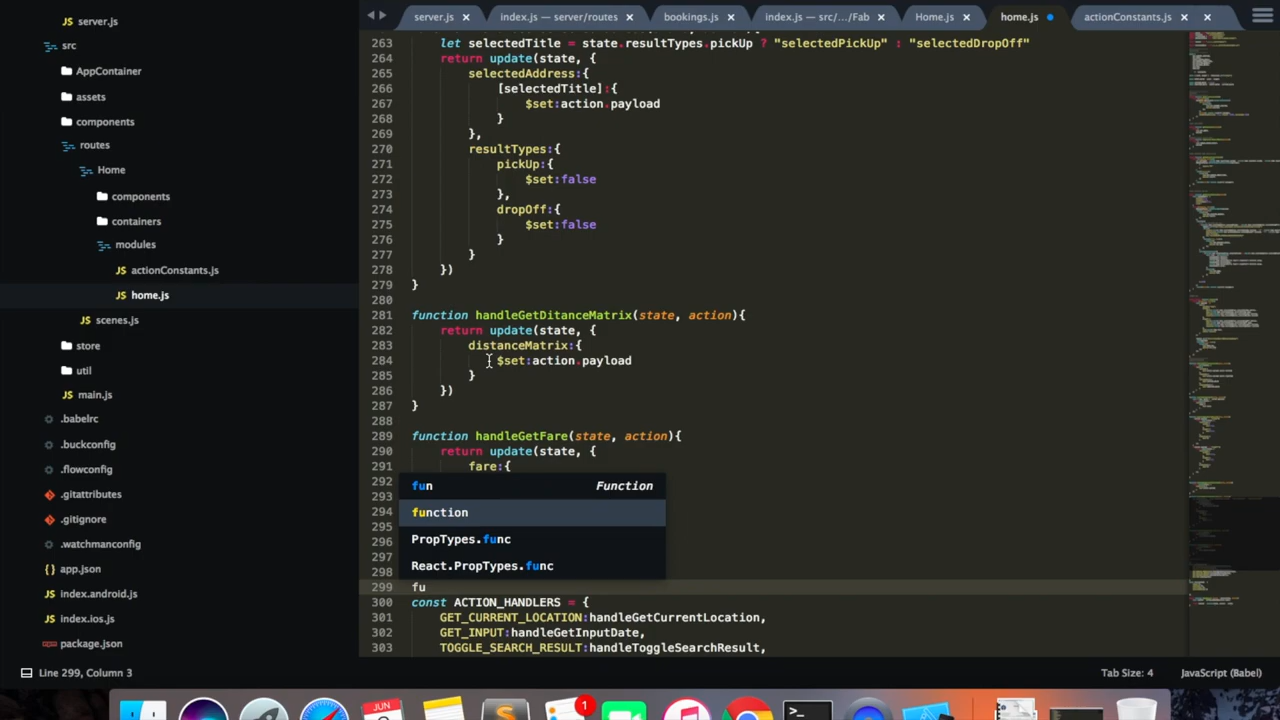 server.js
src
AppContainer
assets
components
routes
Home
components
containers
modules
JS actionConstants.js
JS home.js
JS scenes.js
store
util
JS main.js
.babelrc
.buckconfig
.flowconfig
.gitattributes
.gitignore
.watchmanconfig
app.json
index.android.js
index.ios.js
package.json
Line 299, Column 3
server.js ×
index.js — server/routes ×
bookings.js ×
index.js — src/.../Fab ×
Home.js ×
home.js
actionConstants.js ×
×
263 let selectedTitle = state.resultTypes.pickUp ? "selectedPickUp" : "selectedDropOff"
264 return update(state, {
265 selectedAddress:{
266 [selectedTitle]:{
267 $set:action.payload
268 }
269 },
270 resultTypes:{
271 pickUp:{
272 $set:false
273 },
274 dropOff:{
275 $set:false
276 }
277 }
278 })
279 }
280
281 function handleGetDitanceMatrix(state, action){
282 return update(state, {
283 distanceMatrix:{
284 $set:action.payload
285 }
286 })
287 }
288
289 function handleGetFare(state, action){
290 return update(state, {
291 fare:{
292
293
294
295
296
297
298
fun Function
function
PropTypes.func
React.PropTypes.func
299 fu
300 const ACTION_HANDLERS = {
301 GET_CURRENT_LOCATION:handleGetCurrentLocation,
302 GET_INPUT:handleGetInputDate,
303 TOGGLE_SEARCH_RESULT:handleToggleSearchResult,
Tab Size: 4
JavaScript (Babel)
1